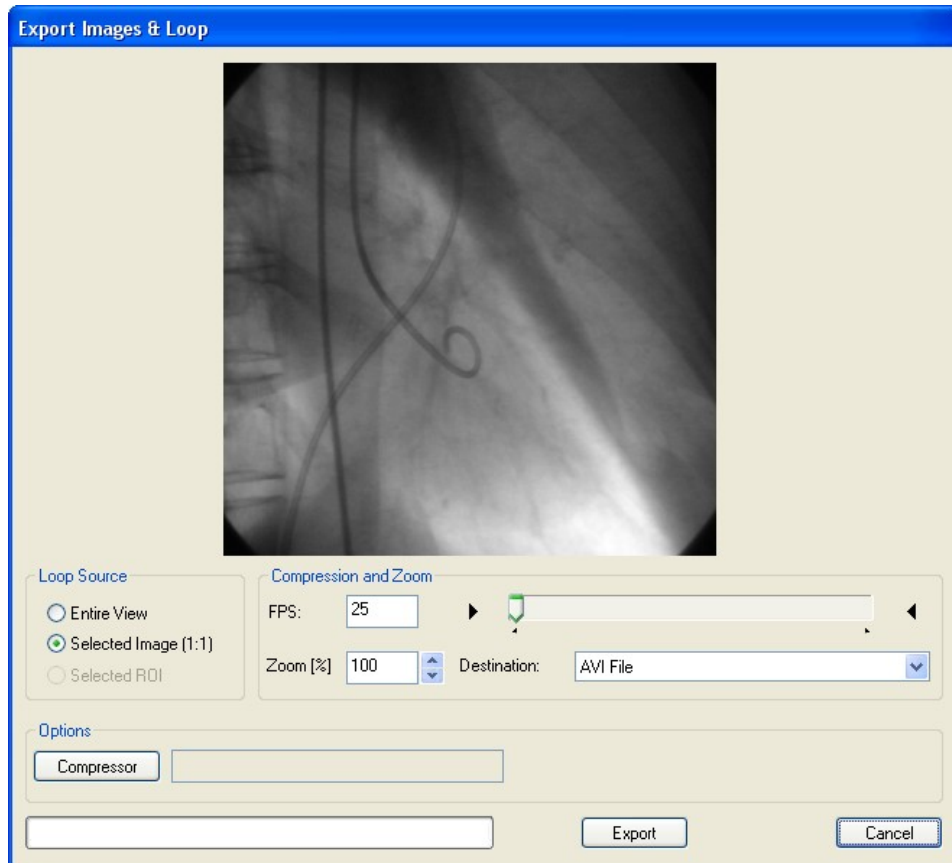 Export Images & Loop
Loop Source
Entire View
Selected Image (1:1)
Selected ROI
Compression and Zoom
FPS: 25
Zoom [%] 100 Destination: AVI File
Options
Compressor
Export Cancel